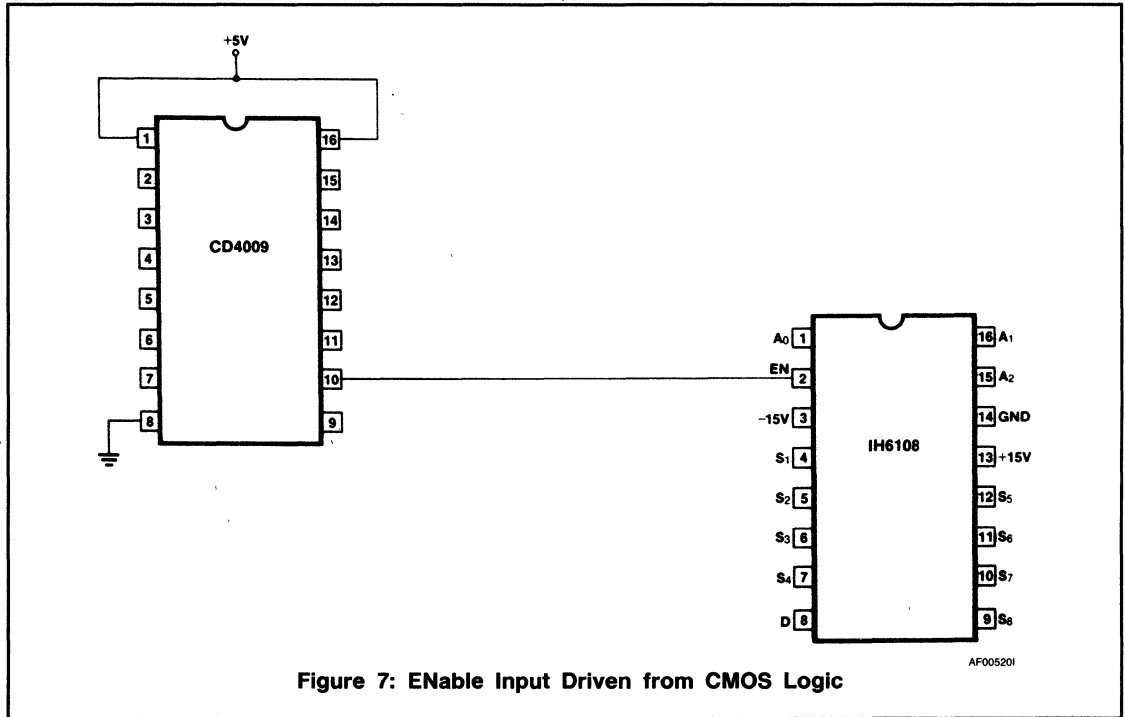 +5V
1
16
2
15
3
14
CD4009
4
13
5
12
6
11
7
10
8
9
A₀ 1
16 A₁
EN 2
15 A₂
-15V 3
14 GND
IH6108
S₁ 4
13 +15V
S₂ 5
12 S₅
S₃ 6
11 S₆
S₄ 7
10 S₇
D 8
9 S₈
AF00520I
Figure 7: ENable Input Driven from CMOS Logic